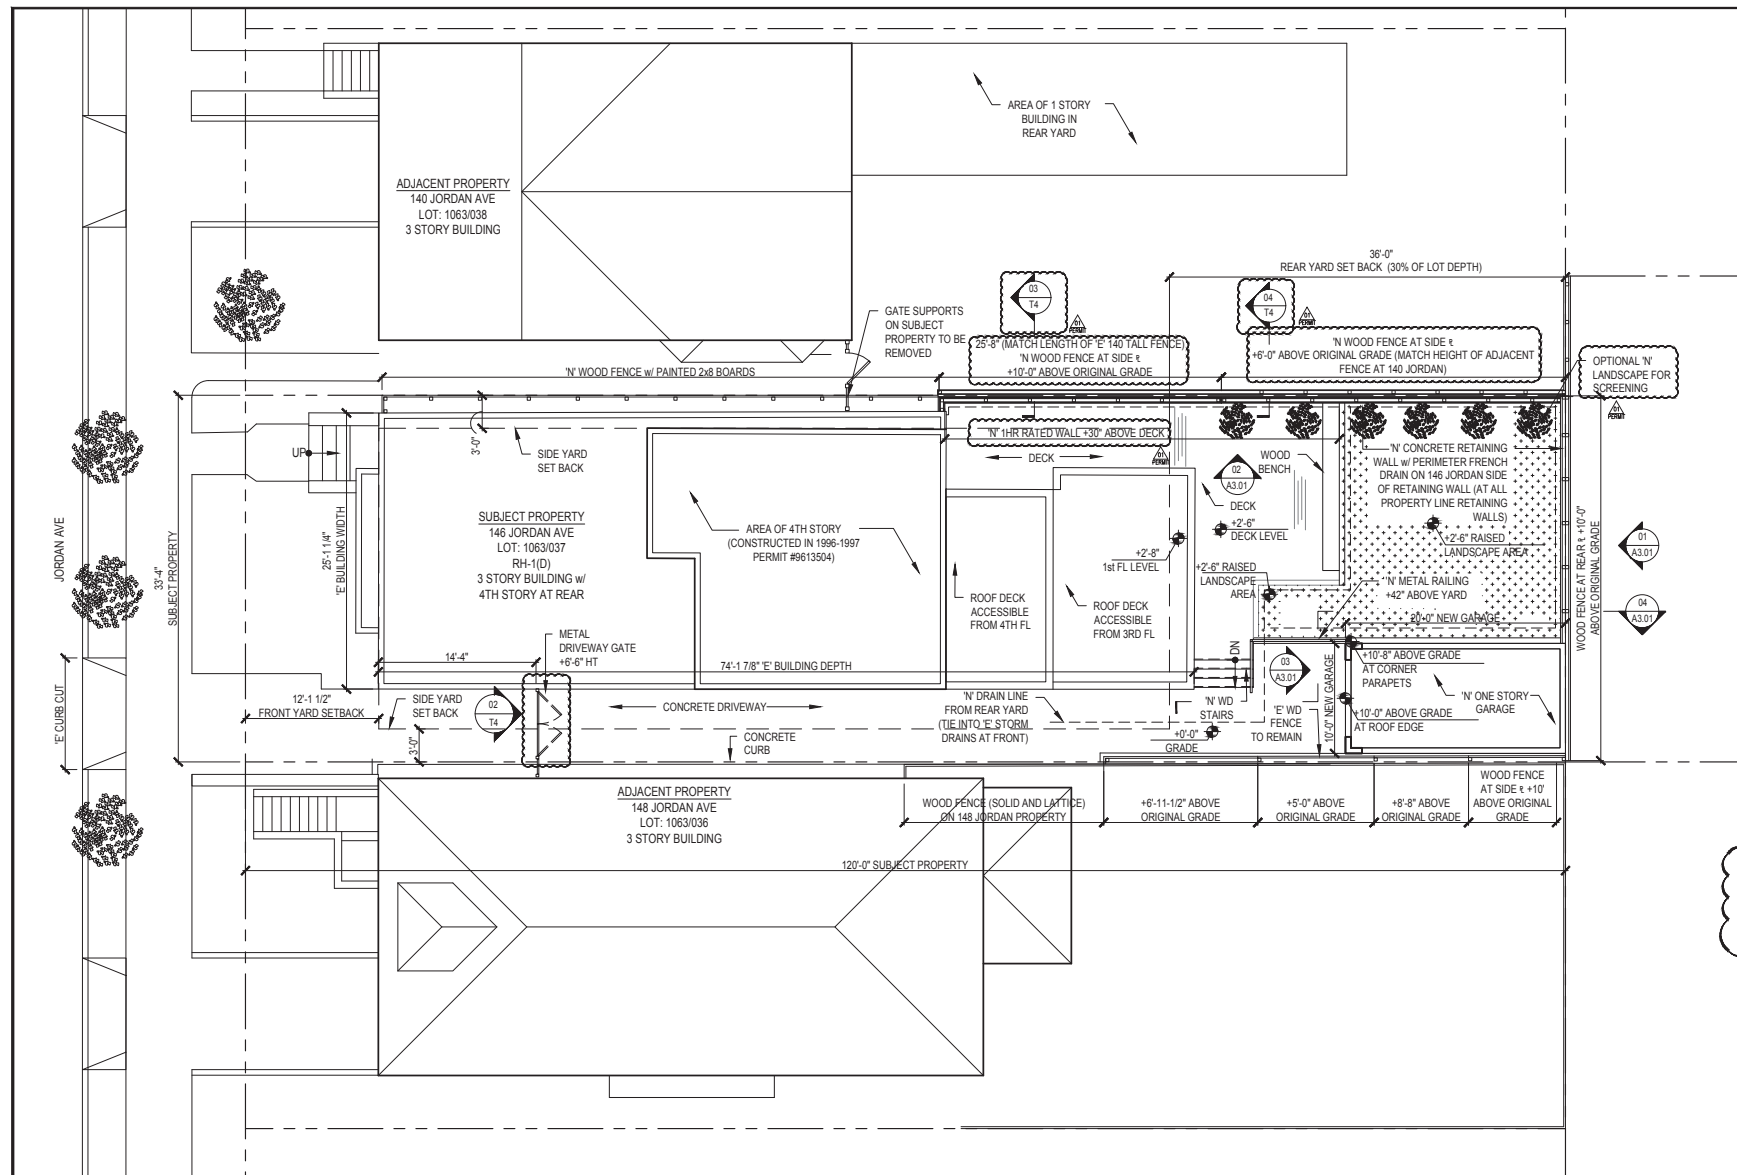 AREA OF 1 STORY
BUILDING IN
REAR YARD
ADJACENT PROPERTY
140 JORDAN AVE
LOT: 1063/038
3 STORY BUILDING
36'-0"
REAR YARD SET BACK (30% OF LOT DEPTH)
03
T4
04
T4
01
PERMIT
01
PERMIT
GATE SUPPORTS
ON SUBJECT
PROPERTY TO BE
REMOVED
25'-8" (MATCH LENGTH OF 'E' 140 TALL FENCE)
'N' WOOD FENCE AT SIDE ℄
+10'-0" ABOVE ORIGINAL GRADE
'N' WOOD FENCE AT SIDE ℄
+6'-0" ABOVE ORIGINAL GRADE (MATCH HEIGHT OF ADJACENT
FENCE AT 140 JORDAN)
OPTIONAL 'N'
LANDSCAPE FOR
SCREENING
01
PERMIT
'N' WOOD FENCE w/ PAINTED 2x8 BOARDS
3'-0"
SIDE YARD
SET BACK
UP
'N' 1HR RATED WALL +30" ABOVE DECK
01
PERMIT
DECK
WOOD
BENCH
02
A3.01
DECK
+2'-6"
DECK LEVEL
'N' CONCRETE RETAINING
WALL w/ PERIMETER FRENCH
DRAIN ON 146 JORDAN SIDE
OF RETAINING WALL (AT ALL
PROPERTY LINE RETAINING
WALLS)
+2'-6" RAISED
LANDSCAPE AREA
01
A3.01
04
A3.01
WOOD FENCE AT REAR ℄ +10'-0"
ABOVE ORIGINAL GRADE
JORDAN AVE
33'-4"
SUBJECT PROPERTY
25'-1 1/4"
'E' BUILDING WIDTH
SUBJECT PROPERTY
146 JORDAN AVE
LOT: 1063/037
RH-1(D)
3 STORY BUILDING w/
4TH STORY AT REAR
AREA OF 4TH STORY
(CONSTRUCTED IN 1996-1997
PERMIT #9613504)
+2'-8"
1st FL LEVEL
+2'-6" RAISED
LANDSCAPE
AREA
'N' METAL RAILING
+42" ABOVE YARD
20'-0" NEW GARAGE
ROOF DECK
ACCESSIBLE
FROM 4TH FL
ROOF DECK
ACCESSIBLE
FROM 3RD FL
METAL
DRIVEWAY GATE
+6'-6" HT
14'-4"
74'-1 7/8" 'E' BUILDING DEPTH
DN
03
A3.01
10'-0" NEW GARAGE
+10'-8" ABOVE GRADE
AT CORNER
PARAPETS
'N' ONE STORY
GARAGE
+10'-0" ABOVE GRADE
AT ROOF EDGE
'E' CURB CUT
12'-1 1/2"
FRONT YARD SETBACK
SIDE YARD
SET BACK
3'-0"
02
T4
CONCRETE DRIVEWAY
CONCRETE
CURB
'N' DRAIN LINE
FROM REAR YARD
(TIE INTO 'E' STORM
DRAINS AT FRONT)
'N' WD
STAIRS
+0'-0"
GRADE
'E' WD
FENCE
TO REMAIN
ADJACENT PROPERTY
148 JORDAN AVE
LOT: 1063/036
3 STORY BUILDING
WOOD FENCE (SOLID AND LATTICE)
ON 148 JORDAN PROPERTY
+6'-11-1/2" ABOVE
ORIGINAL GRADE
+5'-0" ABOVE
ORIGINAL GRADE
+8'-8" ABOVE
ORIGINAL GRADE
WOOD FENCE
AT SIDE ℄ +10'
ABOVE ORIGINAL
GRADE
120'-0" SUBJECT PROPERTY